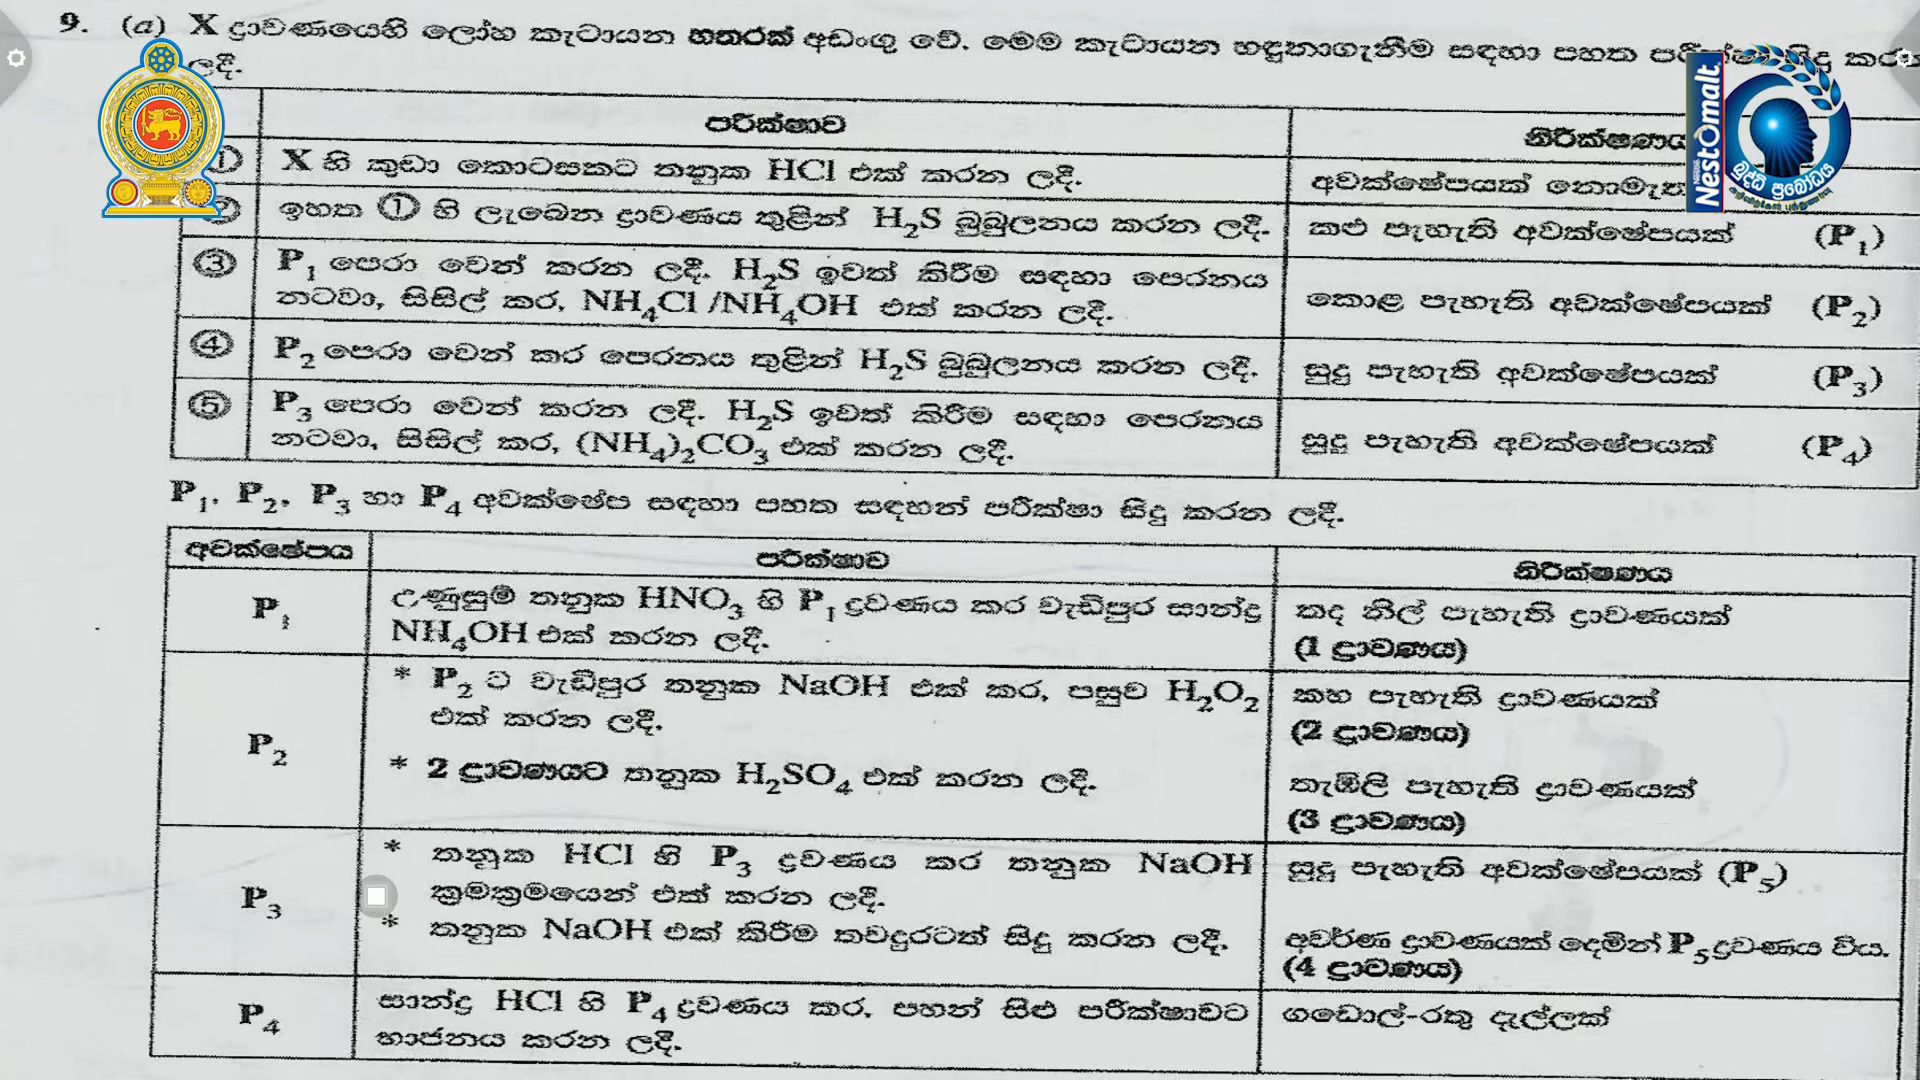 9. (a) X ද්‍රාවණයෙහි ලෝහ කැටායන හතරක් අඩංගු වේ. මෙම කැටායන හඳුනාගැනීම සඳහා පහත සිදු කරන
ලදී.
පරීක්ෂාව
නිරීක්ෂණය
① X හි කුඩා කොටසකට තනුක HCl එක් කරන ලදී.
අවක්ෂේපයක් නොමැත
② ඉහත ① හි ලැබෙන ද්‍රාවණය තුළින් H₂S බුබුලනය කරන ලදී.
කළු පැහැති අවක්ෂේපයක් (P₁)
③ P₁ පෙරා වෙන් කරන ලදී. H₂S ඉවත් කිරීම සඳහා පෙරනය
නටවා, සිසිල් කර, NH₄Cl /NH₄OH එක් කරන ලදී.
කොළ පැහැති අවක්ෂේපයක් (P₂)
④ P₂ පෙරා වෙන් කර පෙරනය තුළින් H₂S බුබුලනය කරන ලදී.
සුදු පැහැති අවක්ෂේපයක් (P₃)
⑤ P₃ පෙරා වෙන් කරන ලදී. H₂S ඉවත් කිරීම සඳහා පෙරනය
නටවා, සිසිල් කර, (NH₄)₂CO₃ එක් කරන ලදී.
සුදු පැහැති අවක්ෂේපයක් (P₄)
P₁, P₂, P₃ හා P₄ අවක්ෂේප සඳහා පහත සඳහන් පරීක්ෂා සිදු කරන ලදී.
අවක්ෂේපය
පරීක්ෂාව
නිරීක්ෂණය
P₁
උණුසුම් තනුක HNO₃ හි P₁ ද්‍රවණය කර වැඩිපුර සාන්ද්‍ර
NH₄OH එක් කරන ලදී.
තද නිල් පැහැති ද්‍රාවණයක්
(1 ද්‍රාවණය)
P₂
* P₂ ට වැඩිපුර තනුක NaOH එක් කර, පසුව H₂O₂
එක් කරන ලදී.
කහ පැහැති ද්‍රාවණයක්
(2 ද්‍රාවණය)
* 2 ද්‍රාවණයට තනුක H₂SO₄ එක් කරන ලදී.
තැඹිලි පැහැති ද්‍රාවණයක්
(3 ද්‍රාවණය)
P₃
* තනුක HCl හි P₃ ද්‍රවණය කර තනුක NaOH
ක්‍රමක්‍රමයෙන් එක් කරන ලදී.
සුදු පැහැති අවක්ෂේපයක් (P₅)
* තනුක NaOH එක් කිරීම තවදුරටත් සිදු කරන ලදී.
අවර්ණ ද්‍රාවණයක් දෙමින් P₅ ද්‍රවණය විය.
(4 ද්‍රාවණය)
P₄
සාන්ද්‍ර HCl හි P₄ ද්‍රවණය කර, පහන් සිළු පරීක්ෂාවට
භාජනය කරන ලදී.
ගඩොල්-රතු දැල්ලක්
Nestomalt
බුද්ධි ප්‍රබෝධය